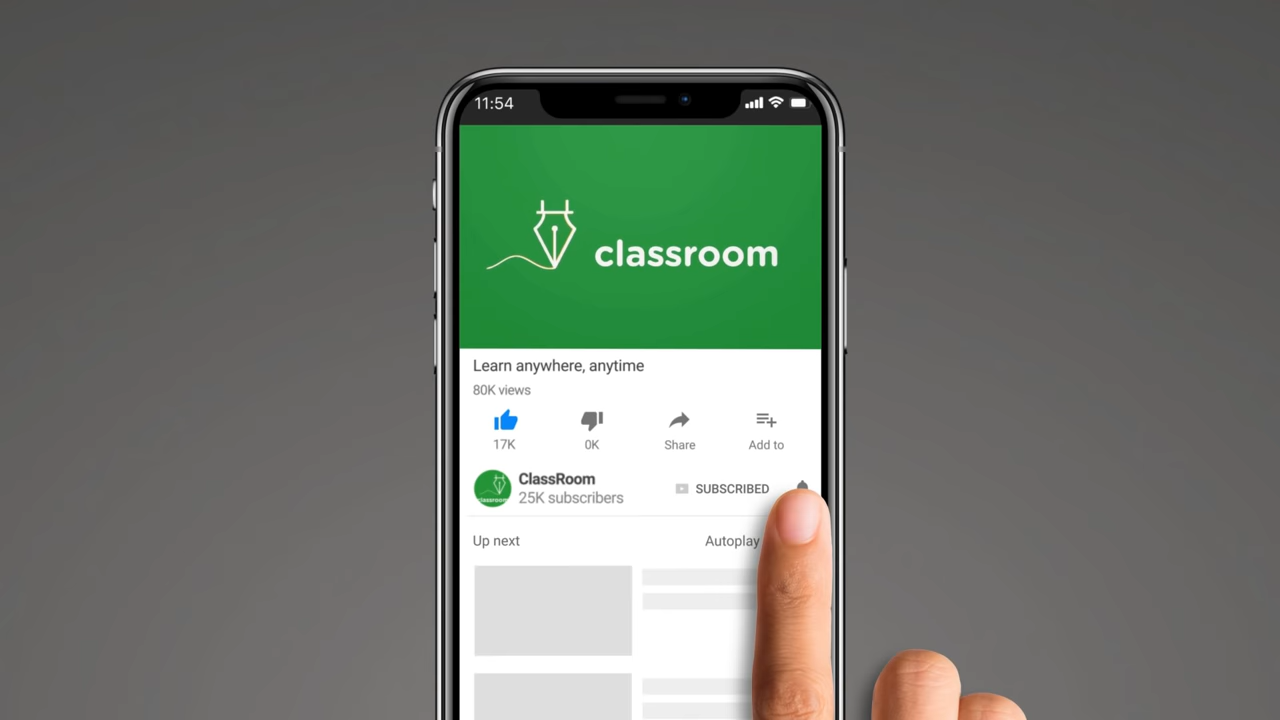 11:54
classroom
Learn anywhere, anytime
80K views
17K
0K
Share
Add to
classroom
ClassRoom
25K subscribers
SUBSCRIBED
Up next
Autoplay